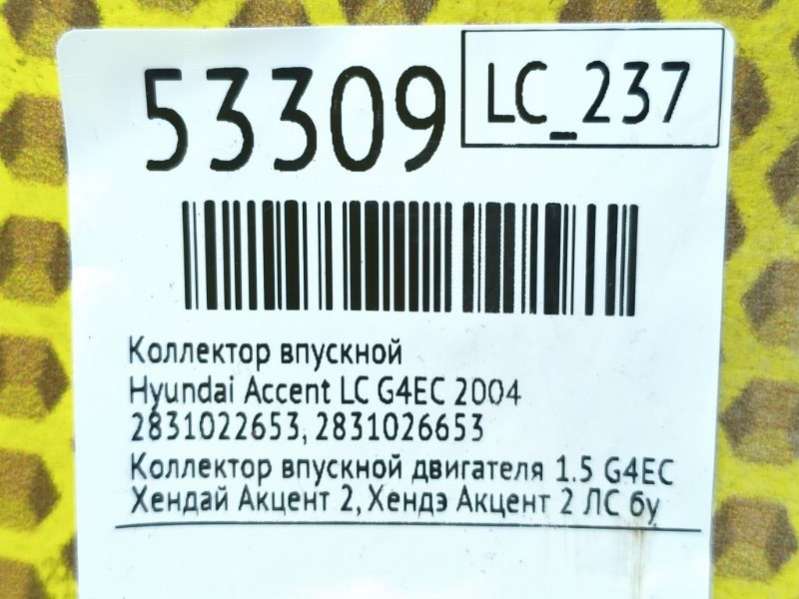 53309
LC_237
Коллектор впускной
Hyundai Accent LC G4EC 2004
2831022653, 2831026653
Коллектор впускной двигателя 1.5 G4EC
Хендай Акцент 2, Хендэ Акцент 2 ЛС бу